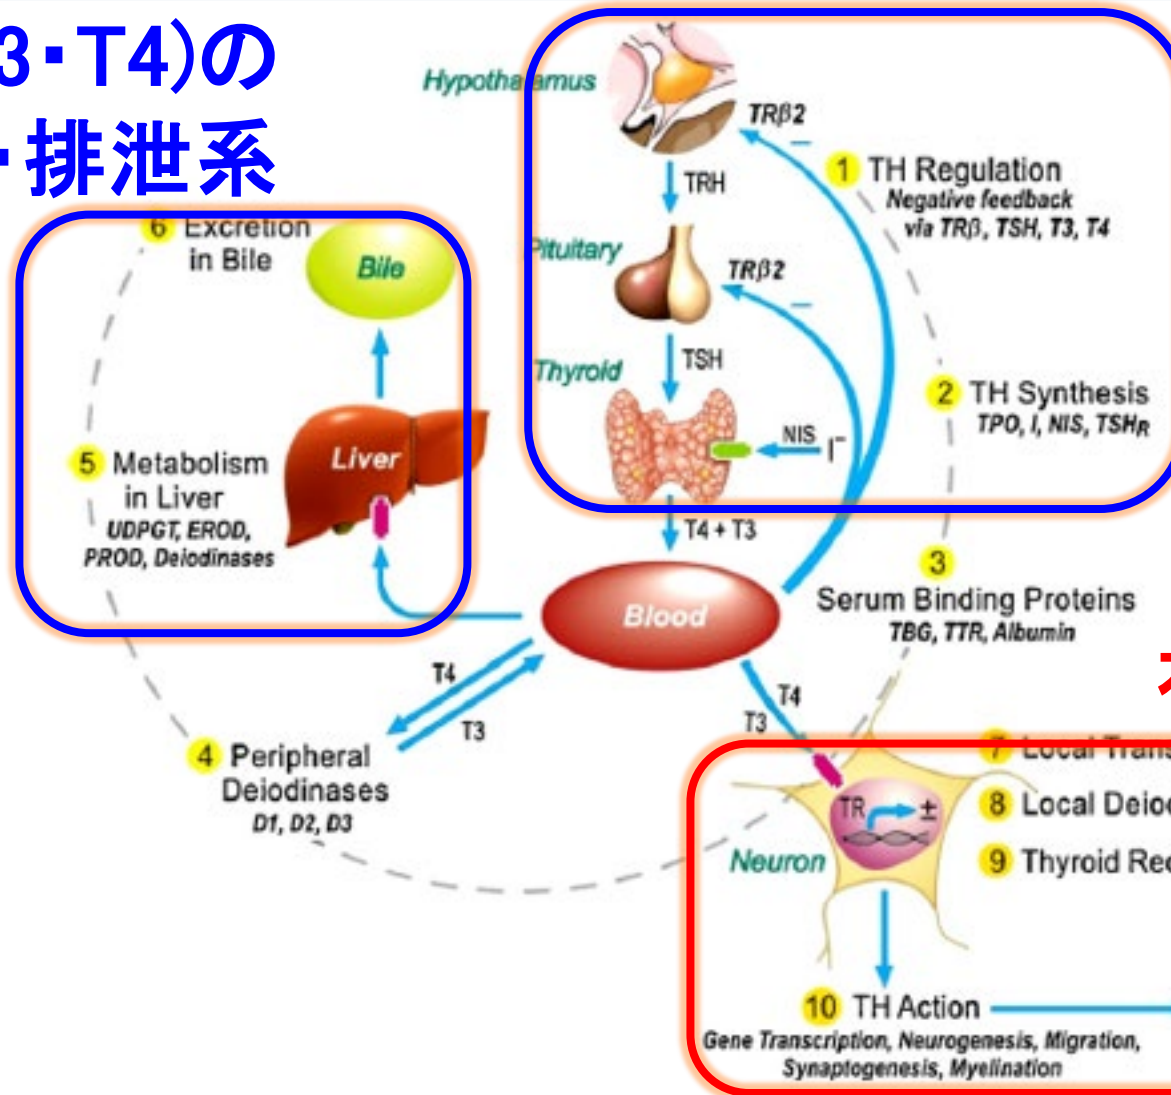 3・T4)の
・排泄系
Hypothalamus
TRβ2
1 TH Regulation
Negative feedback
via TRβ, TSH, T3, T4
TRH
6 Excretion
in Bile
Bile
Pituitary
TRβ2
TSH
Thyroid
2 TH Synthesis
TPO, I, NIS, TSHR
NIS I⁻
5 Metabolism
in Liver
UDPGT, EROD,
PROD, Deiodinases
Liver
T4 + T3
3
Serum Binding Proteins
TBG, TTR, Albumin
Blood
T4
T3
T4
T3
4 Peripheral
Deiodinases
D1, D2, D3
7 Local Trans
8 Local Deio
9 Thyroid Rec
TR ±
Neuron
10 TH Action
Gene Transcription, Neurogenesis, Migration,
Synaptogenesis, Myelination